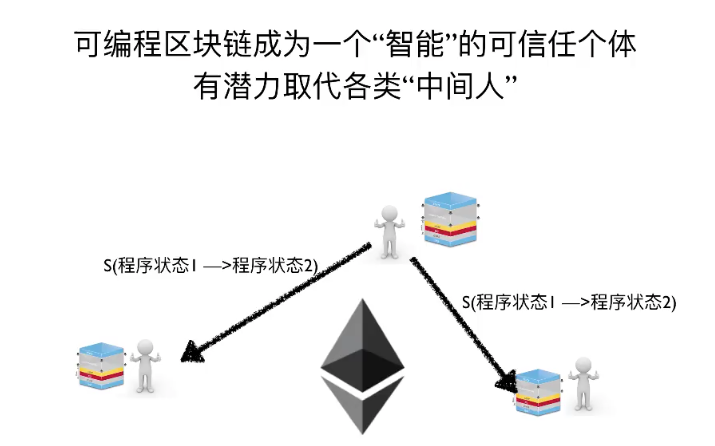 可编程区块链成为一个“智能”的可信任个体
有潜力取代各类“中间人”
S(程序状态1 —>程序状态2)
S(程序状态1 —>程序状态2)